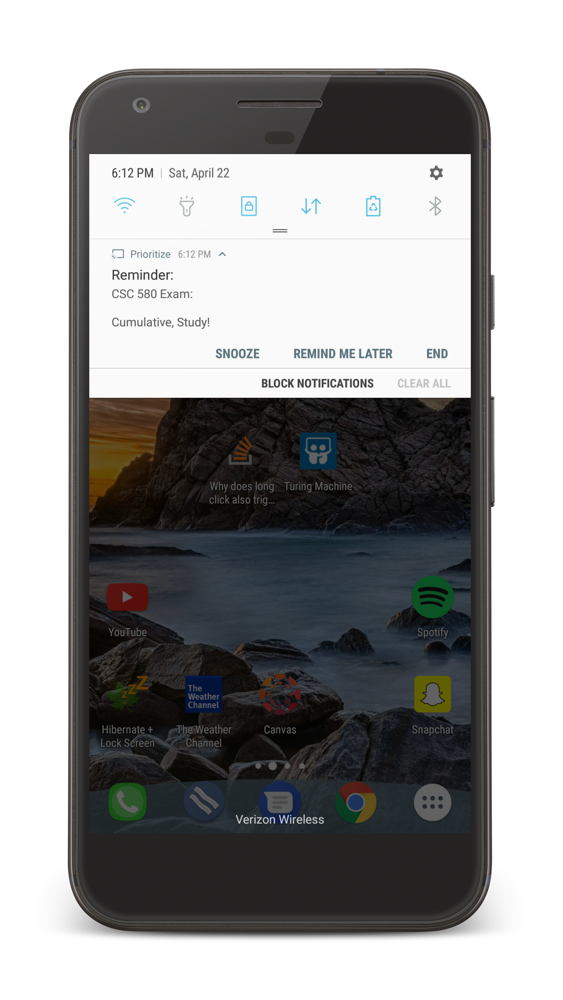 6:12 PM | Sat, April 22
Prioritize 6:12 PM
Reminder:
CSC 580 Exam:
Cumulative, Study!
SNOOZE REMIND ME LATER END
BLOCK NOTIFICATIONS CLEAR ALL
Why does long
click also trig...
Turing Machine
YouTube
Spotify
zZZ
The
Weather
Channel
Hibernate +
Lock Screen
The Weather
Channel
Canvas
Snapchat
Verizon Wireless